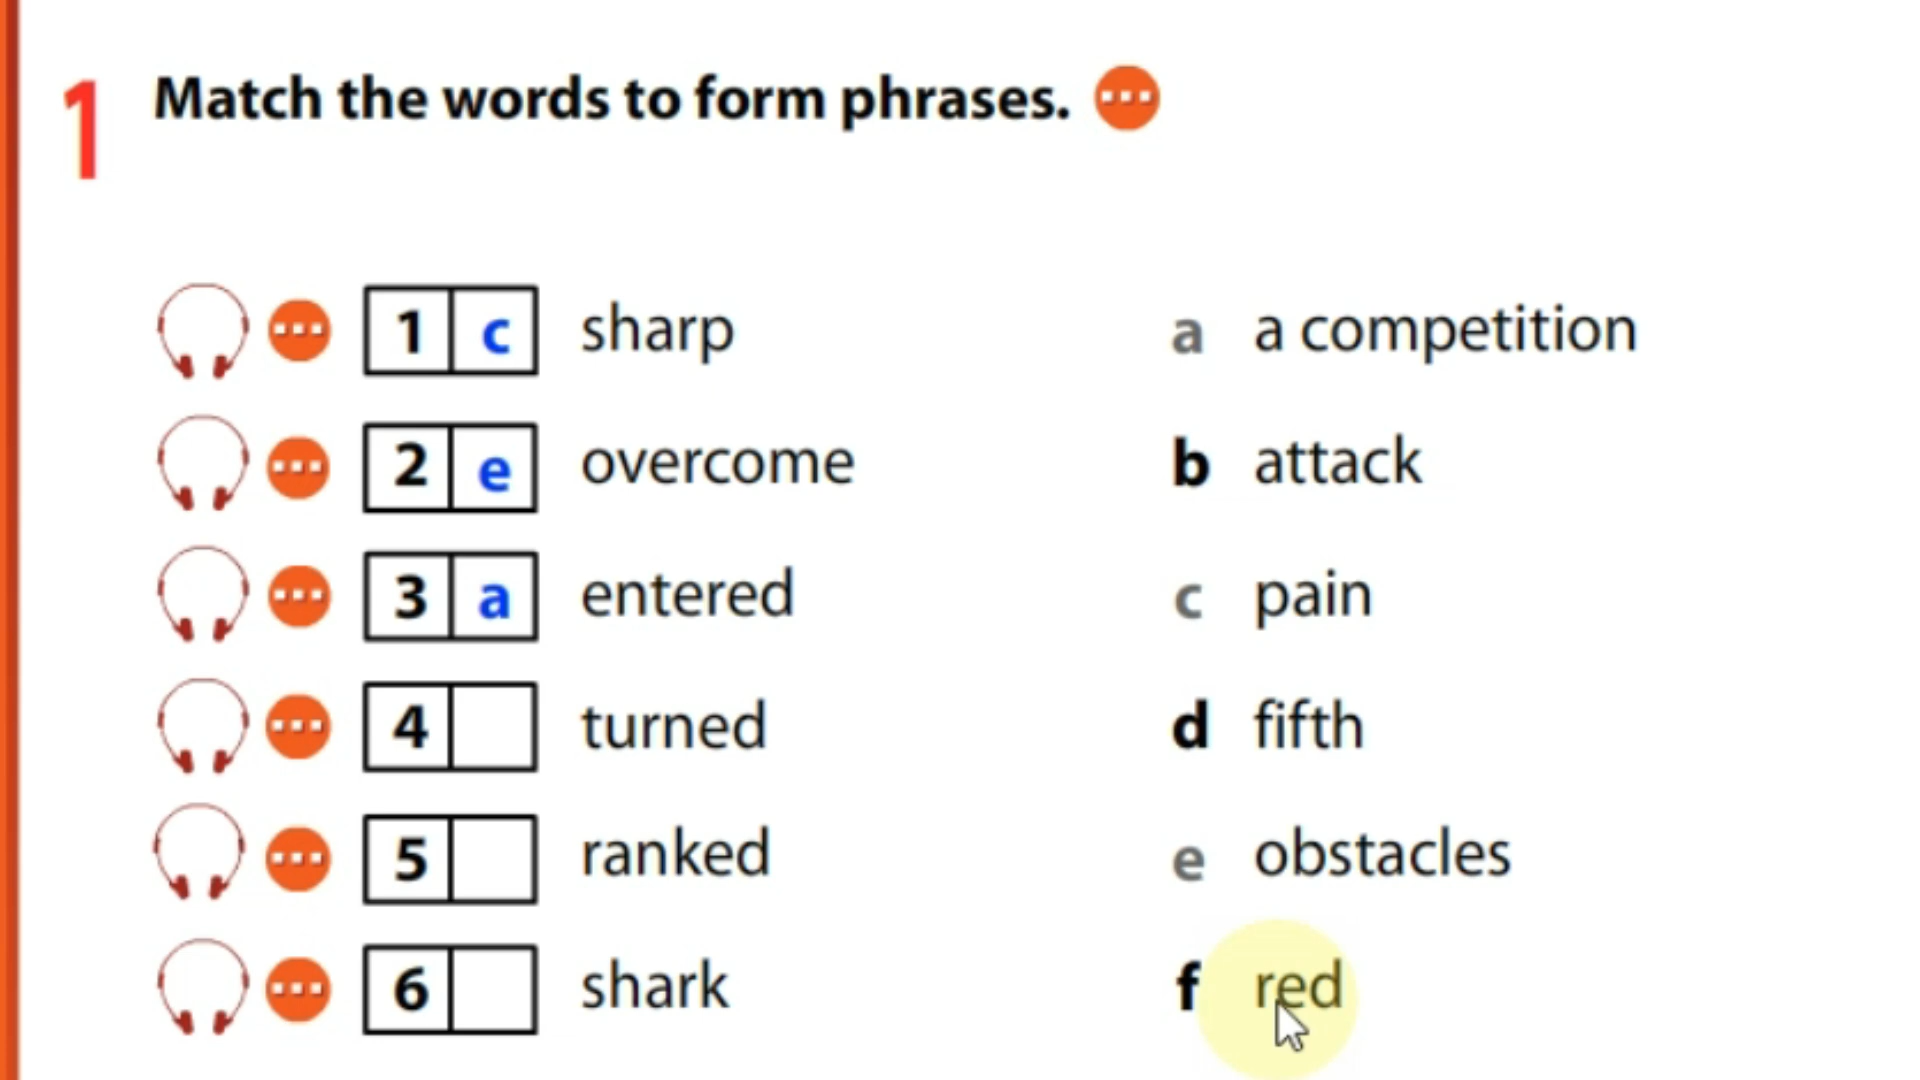 1 Match the words to form phrases.
1 c sharp a a competition
2 e overcome b attack
3 a entered c pain
4 turned d fifth
5 ranked e obstacles
6 shark f red